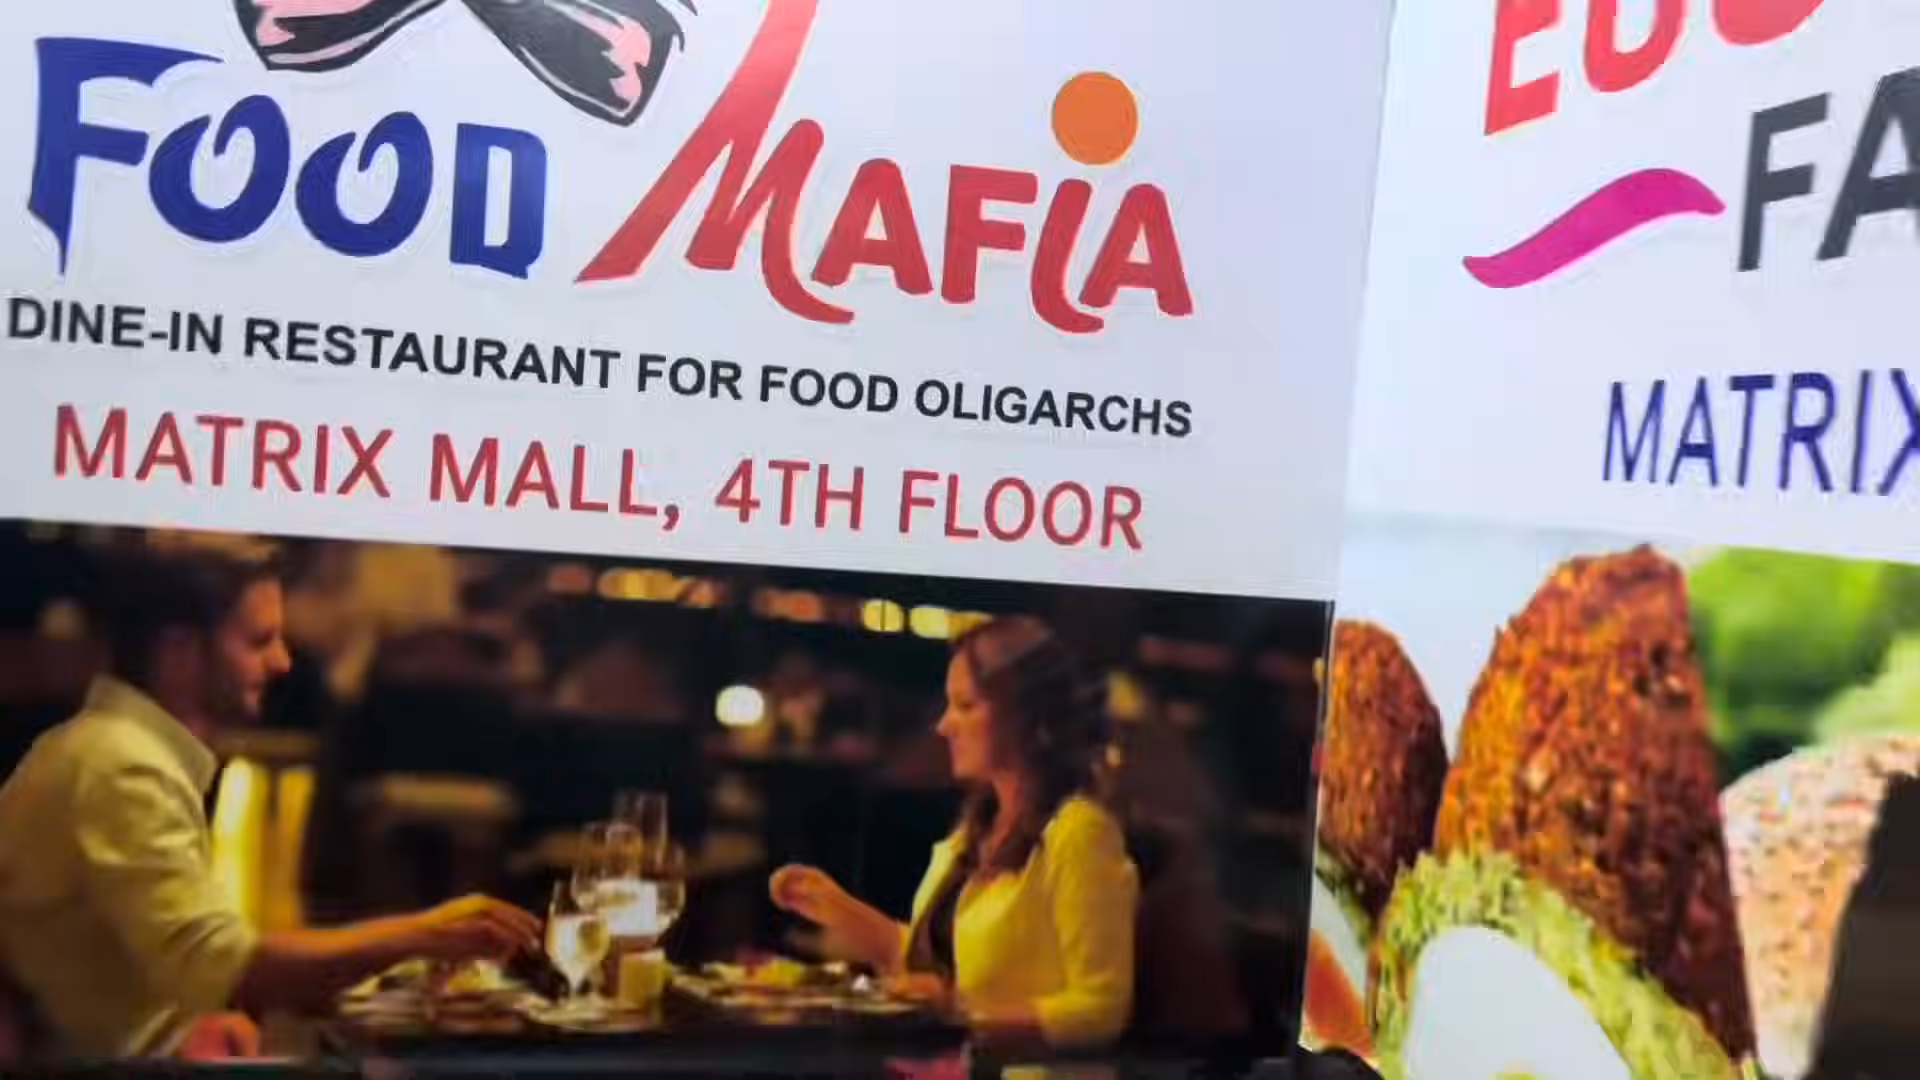 FOOD MAFIA
DINE-IN RESTAURANT FOR FOOD OLIGARCHS
MATRIX MALL, 4TH FLOOR
MATRIX